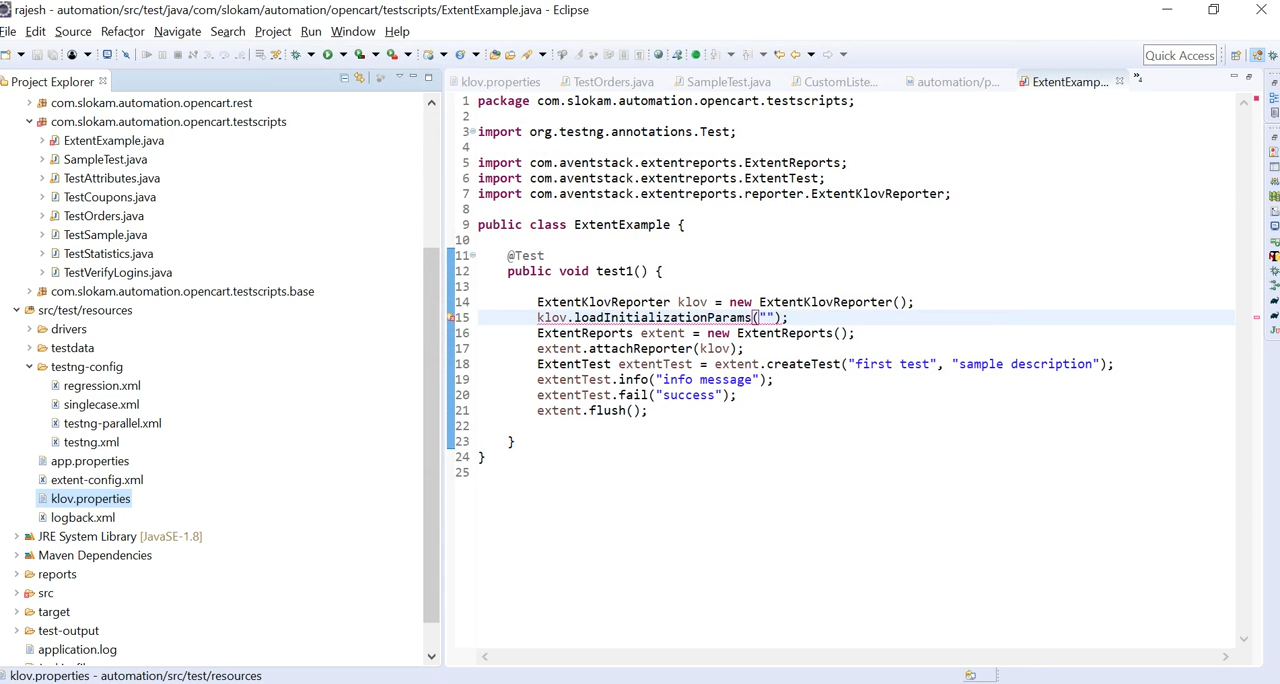 rajesh - automation/src/test/java/com/slokam/automation/opencart/testscripts/ExtentExample.java - Eclipse
File Edit Source Refactor Navigate Search Project Run Window Help
Quick Access
Project Explorer
klov.properties TestOrders.java SampleTest.java CustomListe... automation/p... ExtentExamp...
com.slokam.automation.opencart.rest
com.slokam.automation.opencart.testscripts
ExtentExample.java
SampleTest.java
TestAttributes.java
TestCoupons.java
TestOrders.java
TestSample.java
TestStatistics.java
TestVerifyLogins.java
com.slokam.automation.opencart.testscripts.base
src/test/resources
drivers
testdata
testng-config
regression.xml
singlecase.xml
testng-parallel.xml
testng.xml
app.properties
extent-config.xml
klov.properties
logback.xml
JRE System Library [JavaSE-1.8]
Maven Dependencies
reports
src
target
test-output
application.log
1 package com.slokam.automation.opencart.testscripts;
2
3 import org.testng.annotations.Test;
4
5 import com.aventstack.extentreports.ExtentReports;
6 import com.aventstack.extentreports.ExtentTest;
7 import com.aventstack.extentreports.reporter.ExtentKlovReporter;
8
9 public class ExtentExample {
10
11 @Test
12 public void test1() {
13
14 ExtentKlovReporter klov = new ExtentKlovReporter();
15 klov.loadInitializationParams("");
16 ExtentReports extent = new ExtentReports();
17 extent.attachReporter(klov);
18 ExtentTest extentTest = extent.createTest("first test", "sample description");
19 extentTest.info("info message");
20 extentTest.fail("success");
21 extent.flush();
22
23 }
24 }
25
klov.properties - automation/src/test/resources